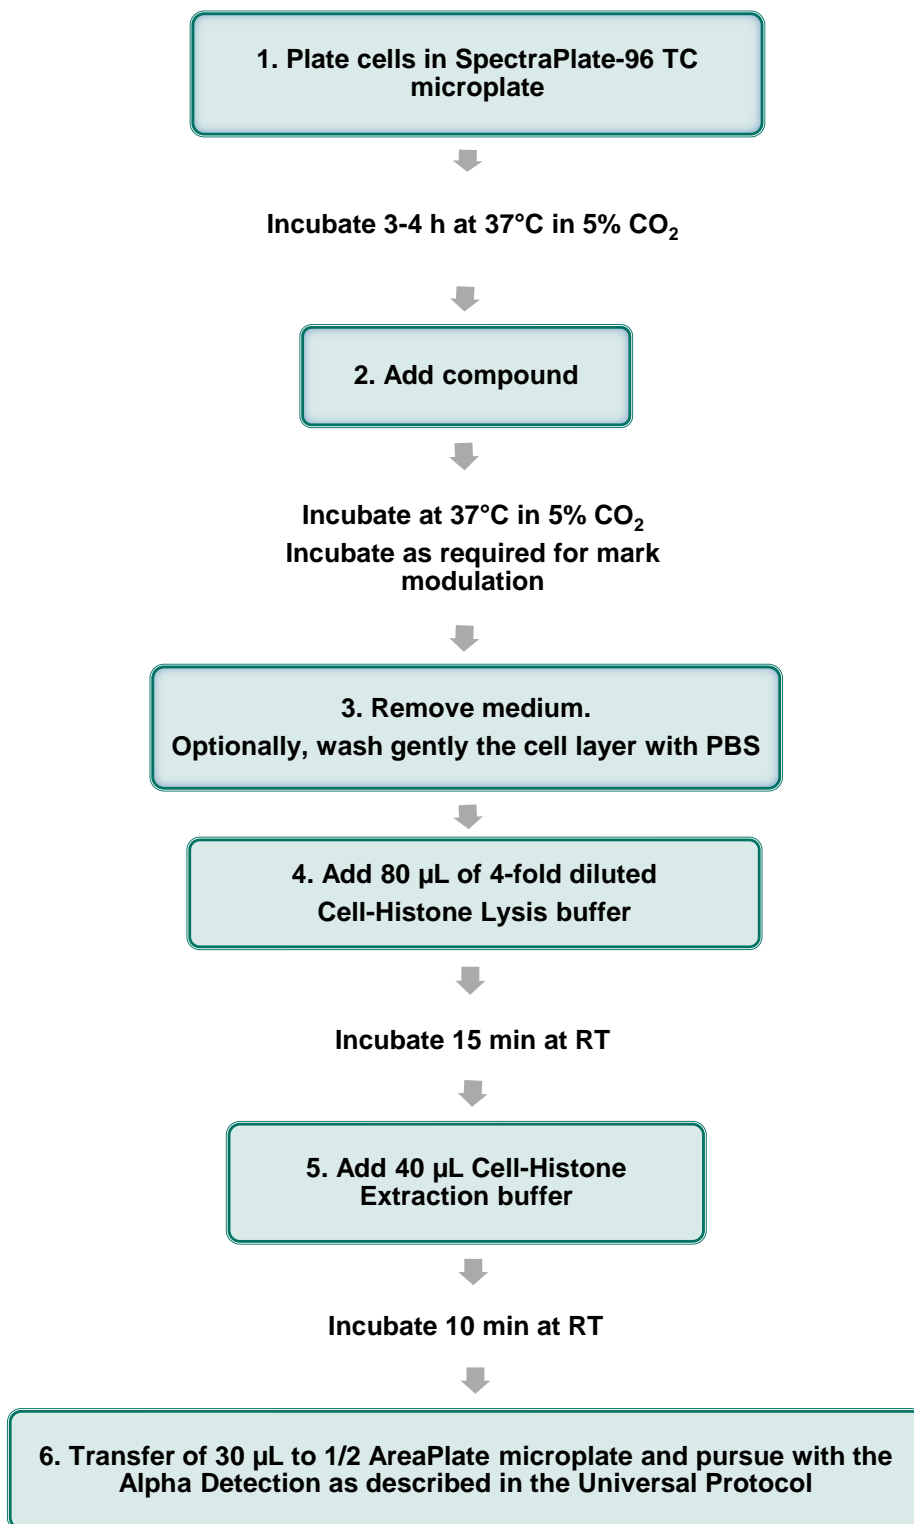 1. Plate cells in SpectraPlate-96 TC
microplate
Incubate 3-4 h at 37°C in 5% CO₂
2. Add compound
Incubate at 37°C in 5% CO₂
Incubate as required for mark
modulation
3. Remove medium.
Optionally, wash gently the cell layer with PBS
4. Add 80 µL of 4-fold diluted
Cell-Histone Lysis buffer
Incubate 15 min at RT
5. Add 40 µL Cell-Histone
Extraction buffer
Incubate 10 min at RT
6. Transfer of 30 µL to 1/2 AreaPlate microplate and pursue with the
Alpha Detection as described in the Universal Protocol